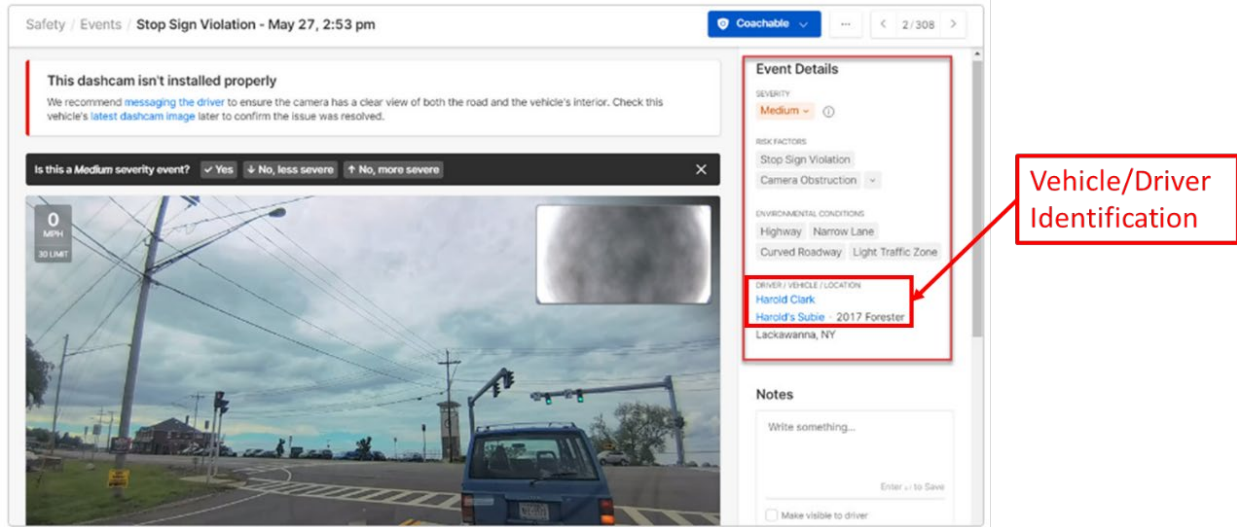 Safety / Events / Stop Sign Violation - May 27, 2:53 pm
Coachable
2/308
This dashcam isn't installed properly
We recommend messaging the driver to ensure the camera has a clear view of both the road and the vehicle's interior. Check this
vehicle's latest dashcam image later to confirm the issue was resolved.
Is this a Medium severity event? Yes No, less severe No, more severe
0
MPH
30 LIMIT
Event Details
SEVERITY
Medium
RISK FACTORS
Stop Sign Violation
Camera Obstruction
ENVIRONMENTAL CONDITIONS
Highway Narrow Lane
Curved Roadway Light Traffic Zone
DRIVER / VEHICLE / LOCATION
Harold Clark
Harold's Subie · 2017 Forester
Lackawanna, NY
Notes
Write something...
Enter ↵ to Save
Make visible to driver
Vehicle/Driver
Identification